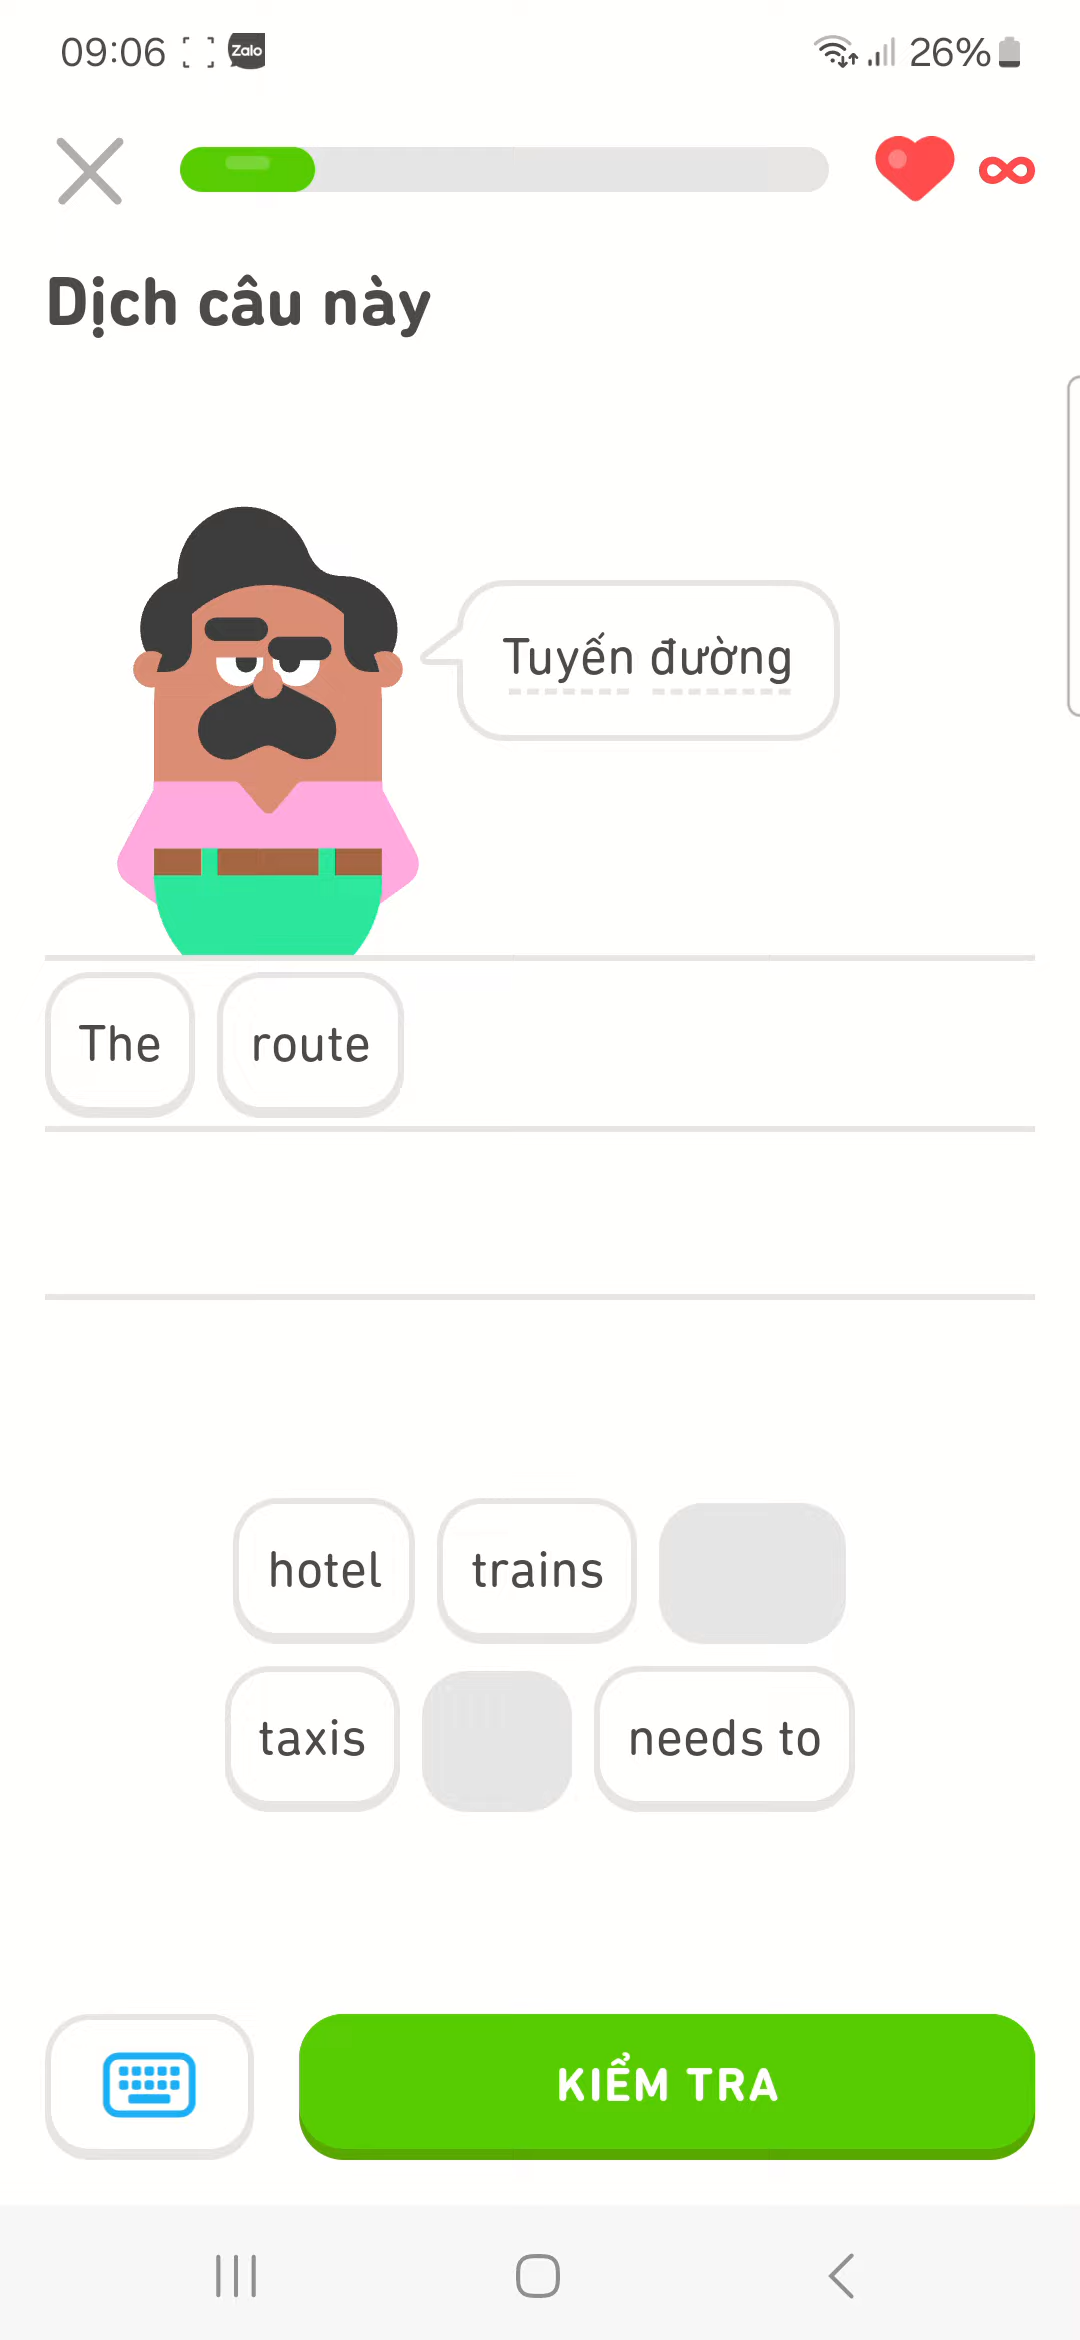 09:06 Zalo 26%
Dịch câu này
Tuyến đường
The route
hotel trains
taxis needs to
KIỂM TRA